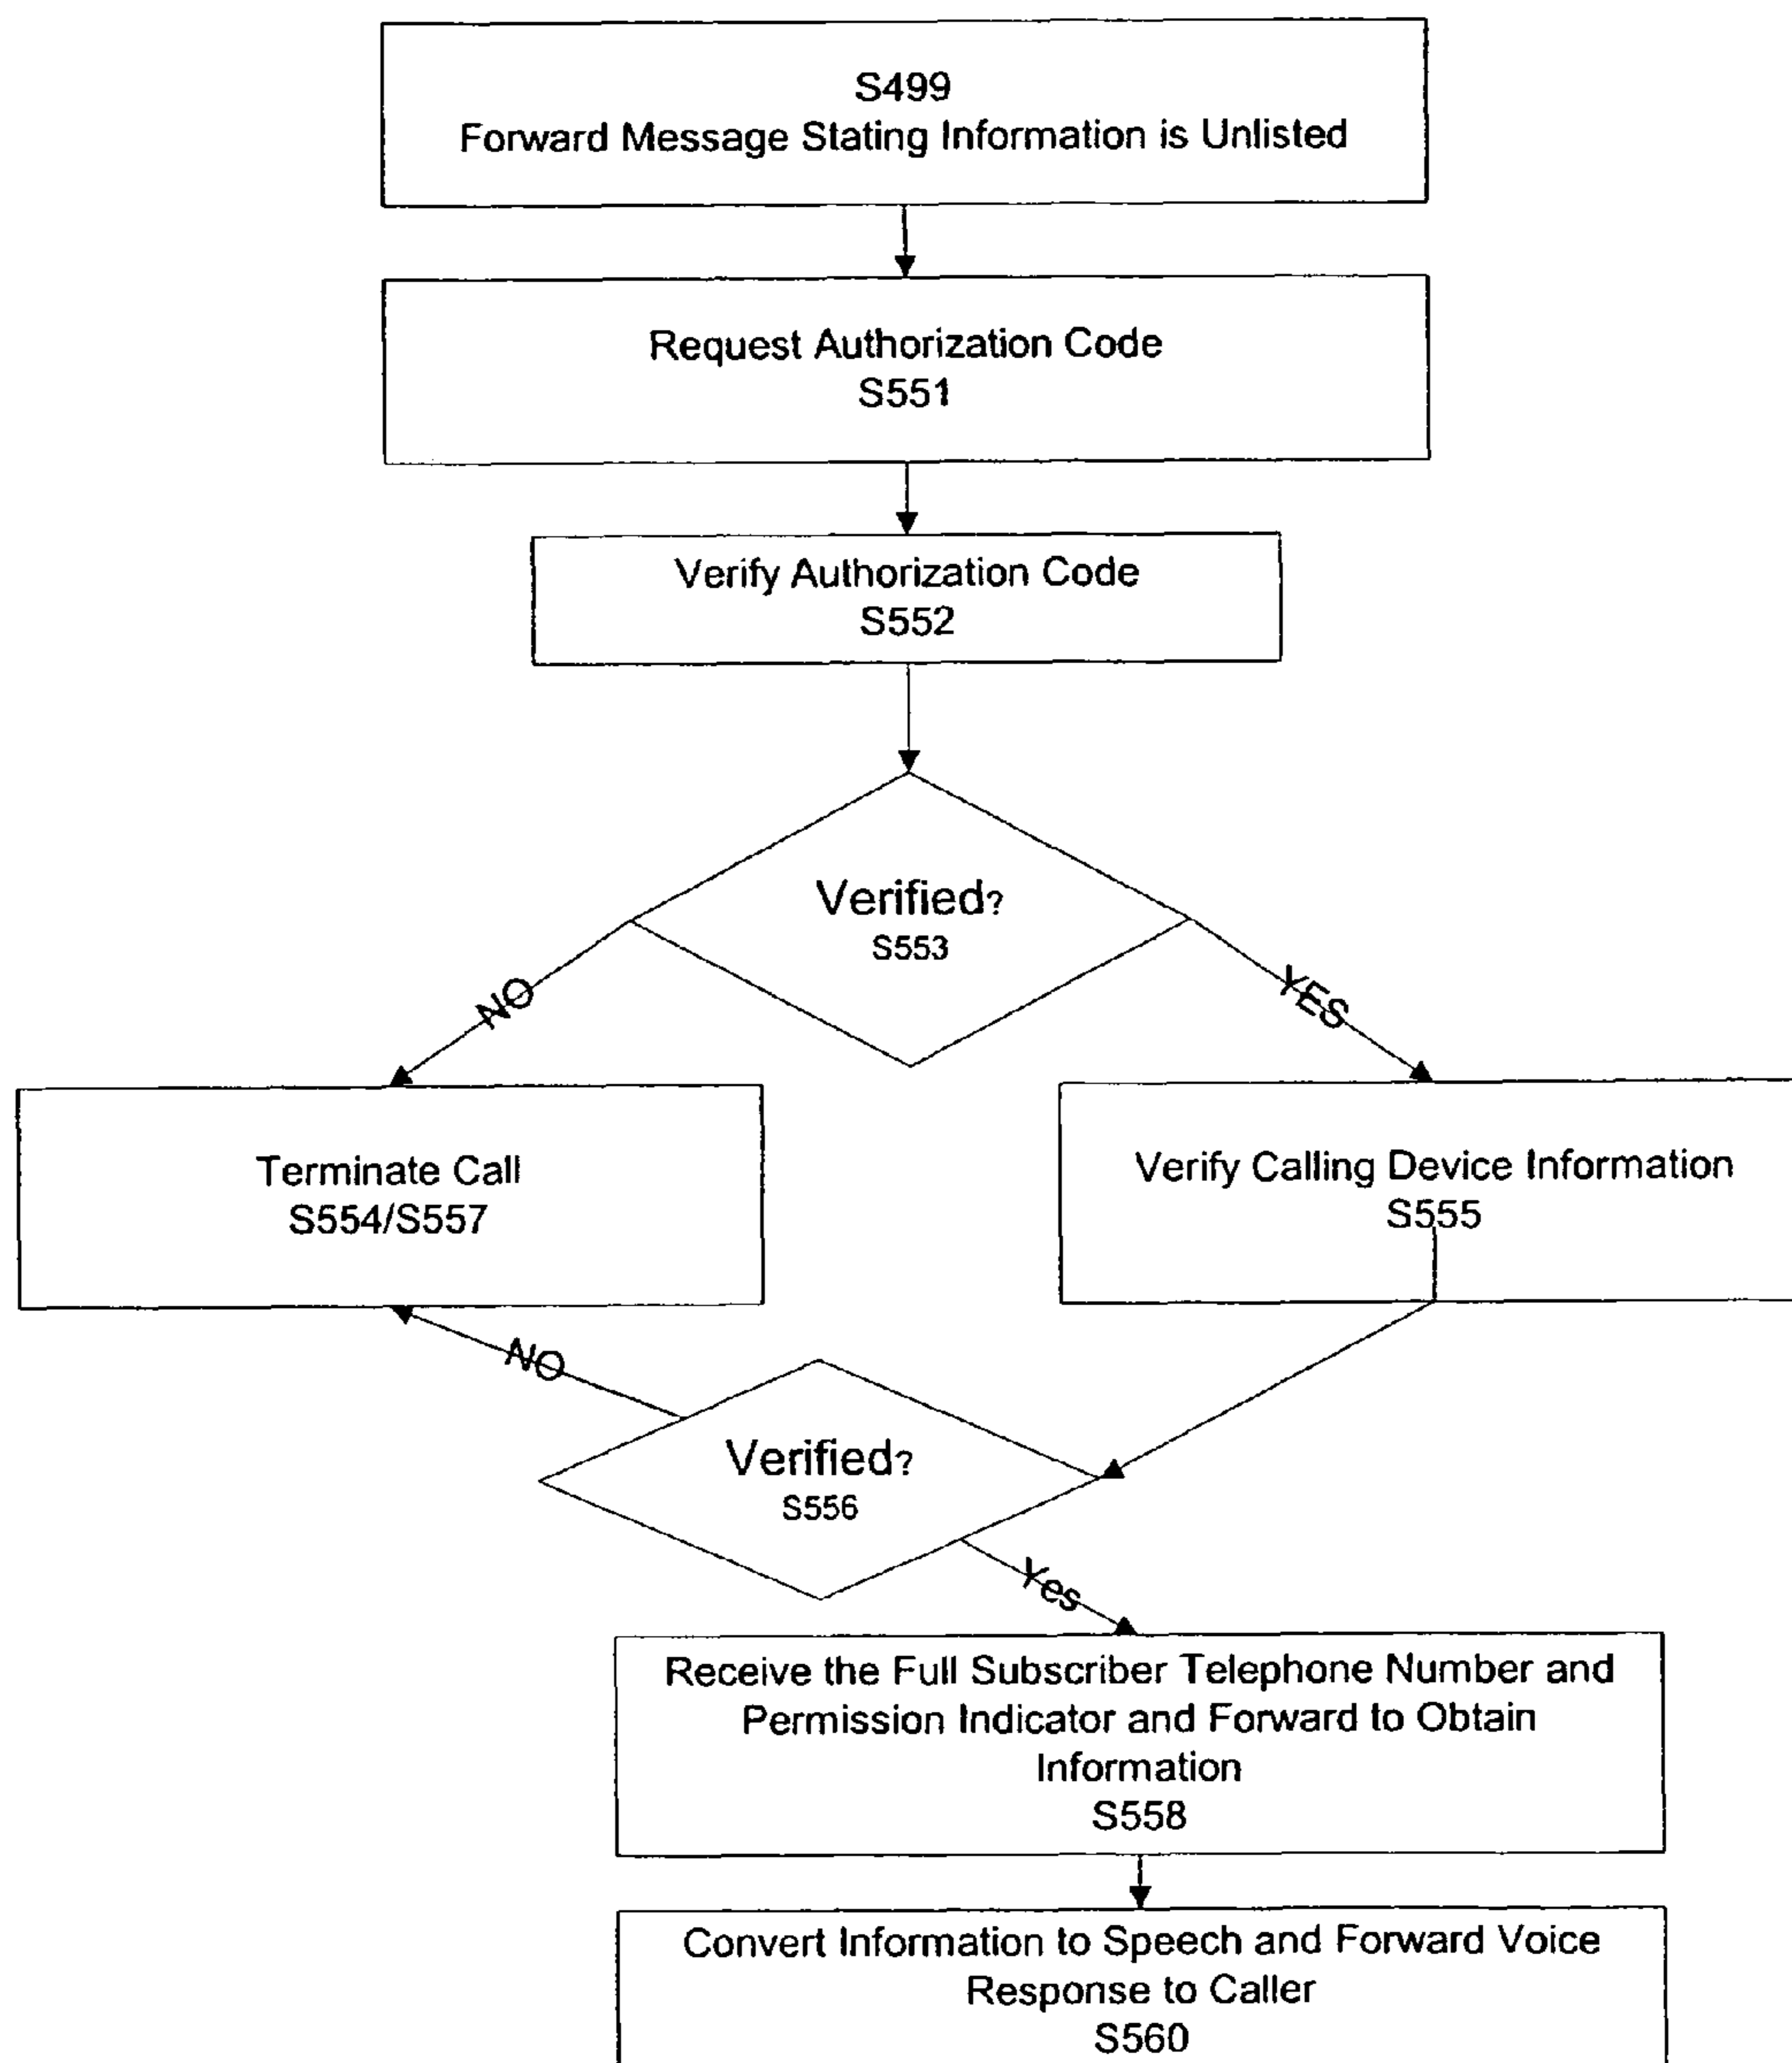 S499
Forward Message Stating Information is Unlisted
Request Authorization Code
S551
Verify Authorization Code
S552
Verified?
S553
NO
YES
Terminate Call
S554/S557
Verify Calling Device Information
S555
NO
Verified?
S556
Yes
Receive the Full Subscriber Telephone Number and
Permission Indicator and Forward to Obtain
Information
S558
Convert Information to Speech and Forward Voice
Response to Caller
S560